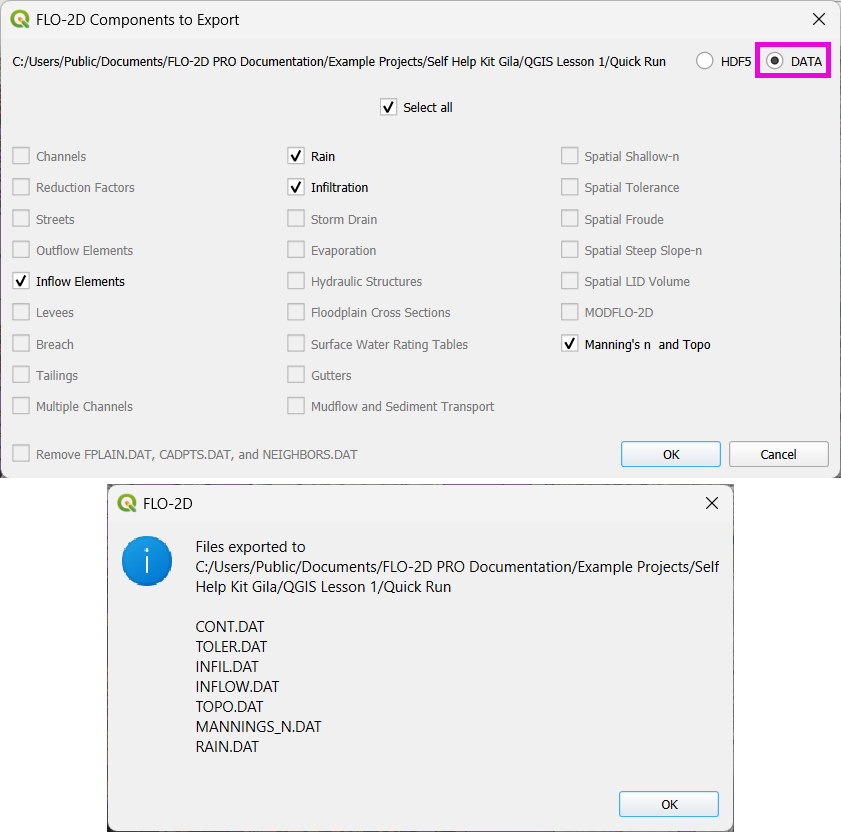 FLO-2D Components to Export
C:/Users/Public/Documents/FLO-2D PRO Documentation/Example Projects/Self Help Kit Gila/QGIS Lesson 1/Quick Run HDF5 DATA
Select all
Channels Rain Spatial Shallow-n
Reduction Factors Infiltration Spatial Tolerance
Streets Storm Drain Spatial Froude
Outflow Elements Evaporation Spatial Steep Slope-n
Inflow Elements Hydraulic Structures Spatial LID Volume
Levees Floodplain Cross Sections MODFLO-2D
Breach Surface Water Rating Tables Manning's n and Topo
Tailings Gutters
Multiple Channels Mudflow and Sediment Transport
Remove FPLAIN.DAT, CADPTS.DAT, and NEIGHBORS.DAT OK Cancel
FLO-2D
Files exported to
C:/Users/Public/Documents/FLO-2D PRO Documentation/Example Projects/Self
Help Kit Gila/QGIS Lesson 1/Quick Run
CONT.DAT
TOLER.DAT
INFIL.DAT
INFLOW.DAT
TOPO.DAT
MANNINGS_N.DAT
RAIN.DAT
OK